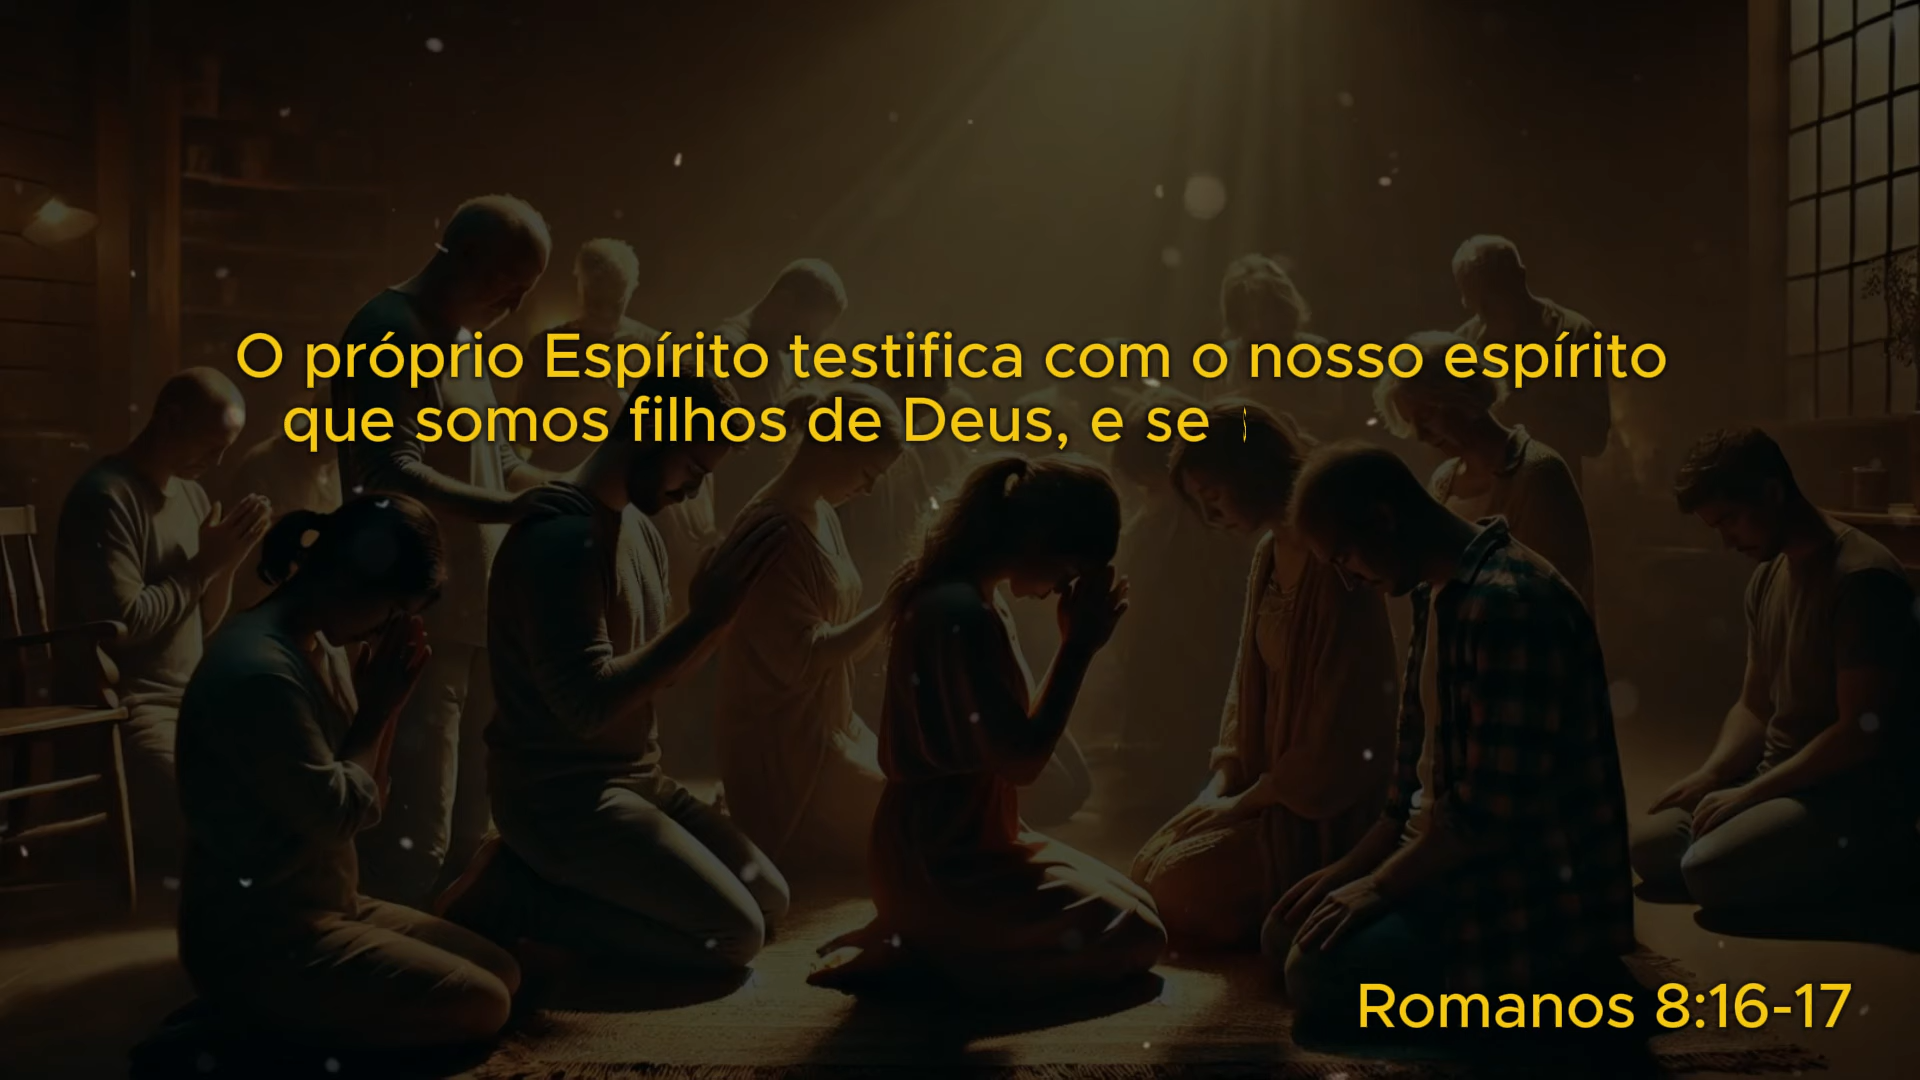 O próprio Espírito testifica com o nosso espírito
que somos filhos de Deus, e se
Romanos 8:16-17